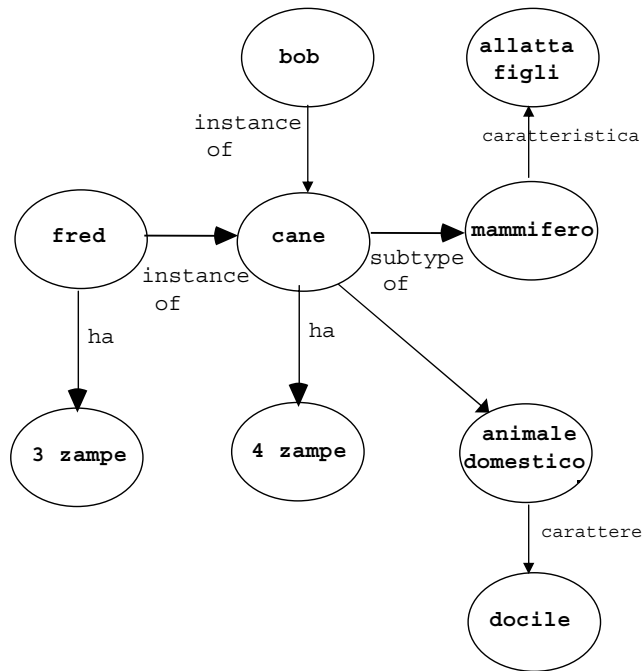 bob
allatta
figli
instance
of
caratteristica
fred
cane
mammifero
instance
of
subtype
of
ha
ha
3 zampe
4 zampe
animale
domestico
carattere
docile